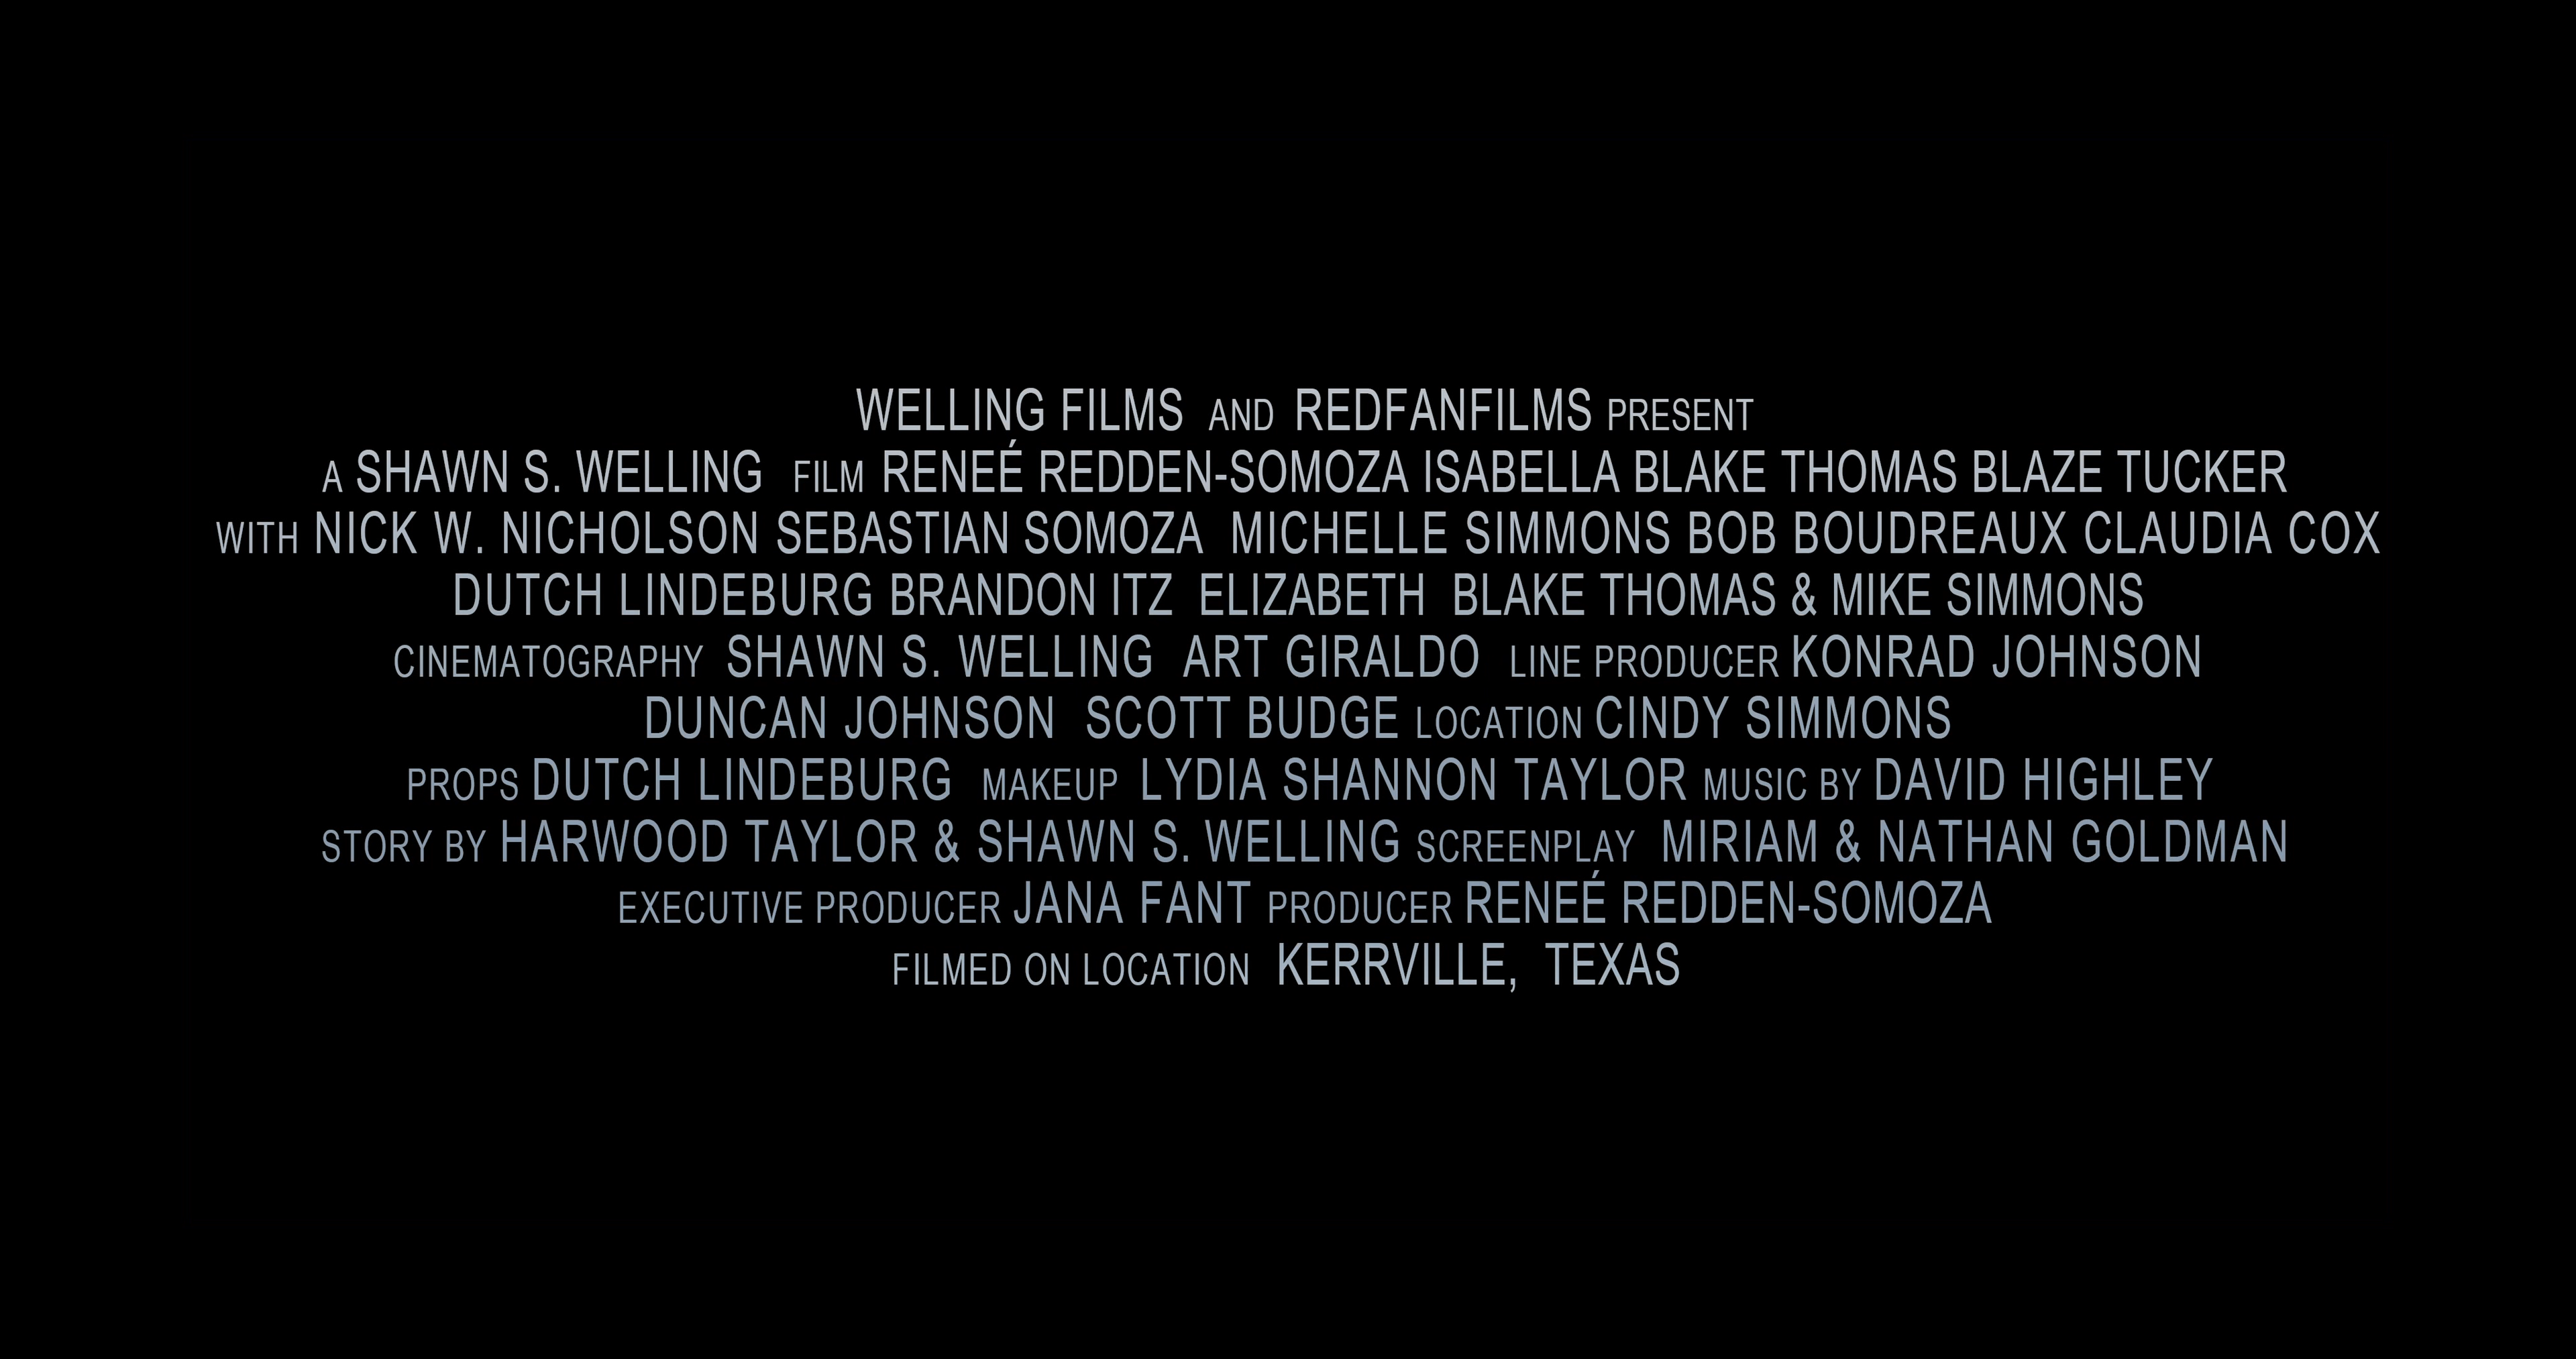 WELLING FILMS AND REDFANFILMS PRESENT
A SHAWN S. WELLING FILM RENEÉ REDDEN-SOMOZA ISABELLA BLAKE THOMAS BLAZE TUCKER
WITH NICK W. NICHOLSON SEBASTIAN SOMOZA MICHELLE SIMMONS BOB BOUDREAUX CLAUDIA COX
DUTCH LINDEBURG BRANDON ITZ ELIZABETH BLAKE THOMAS & MIKE SIMMONS
CINEMATOGRAPHY SHAWN S. WELLING ART GIRALDO LINE PRODUCER KONRAD JOHNSON
DUNCAN JOHNSON SCOTT BUDGE LOCATION CINDY SIMMONS
PROPS DUTCH LINDEBURG MAKEUP LYDIA SHANNON TAYLOR MUSIC BY DAVID HIGHLEY
STORY BY HARWOOD TAYLOR & SHAWN S. WELLING SCREENPLAY MIRIAM & NATHAN GOLDMAN
EXECUTIVE PRODUCER JANA FANT PRODUCER RENEÉ REDDEN-SOMOZA
FILMED ON LOCATION KERRVILLE, TEXAS